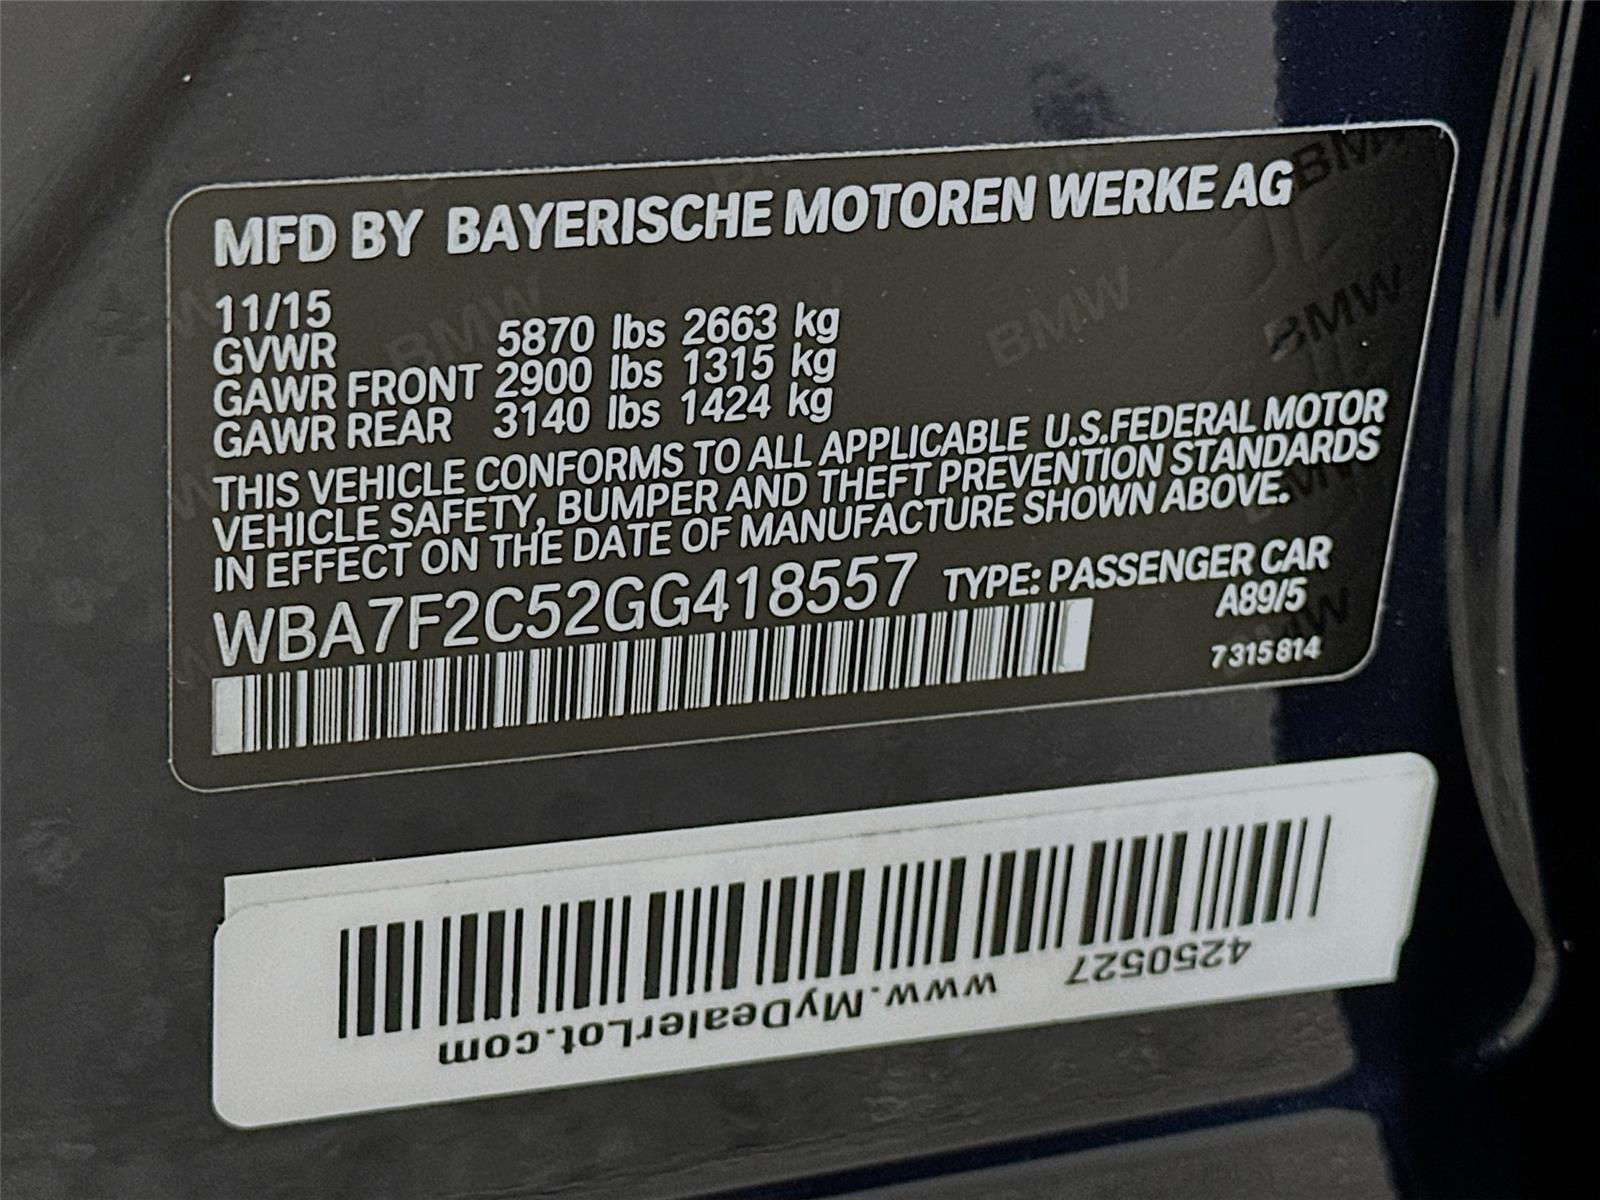 MFD BY BAYERISCHE MOTOREN WERKE AG
11/15
GVWR 5870 lbs 2663 kg
GAWR FRONT 2900 lbs 1315 kg
GAWR REAR 3140 lbs 1424 kg
THIS VEHICLE CONFORMS TO ALL APPLICABLE U.S.FEDERAL MOTOR
VEHICLE SAFETY, BUMPER AND THEFT PREVENTION STANDARDS
IN EFFECT ON THE DATE OF MANUFACTURE SHOWN ABOVE.
WBA7F2C52GG418557 TYPE: PASSENGER CAR
A89/5
7315814
4250527
www.MyDealerLot.com